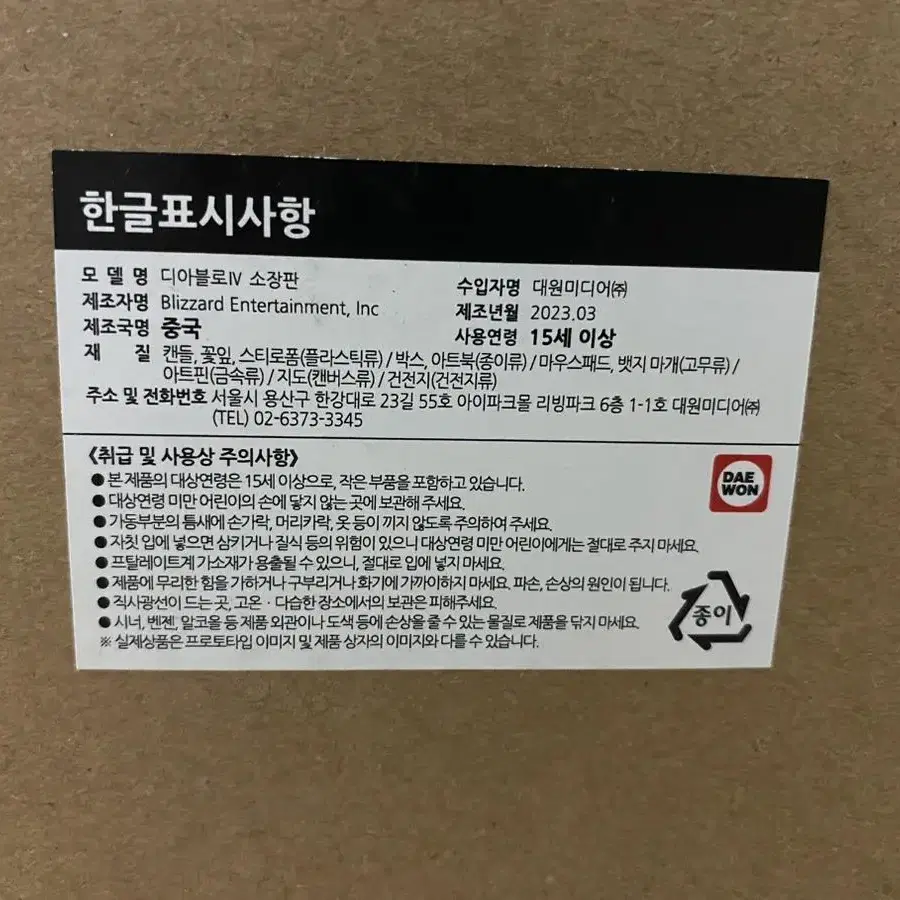 한글표시사항
모 델 명 디아블로Ⅳ 소장판
수입자명 대원미디어㈜
제조자명 Blizzard Entertainment, Inc
제조년월 2023.03
제조국명 중국
사용연령 15세 이상
재 질 캔들, 꽃잎, 스티로폼(플라스틱류) / 박스, 아트북(종이류) / 마우스패드, 뱃지 마개(고무류) /
아트핀(금속류) / 지도(캔버스류) / 건전지(건전지류)
주소 및 전화번호 서울시 용산구 한강대로 23길 55호 아이파크몰 리빙파크 6층 1-1호 대원미디어㈜
(TEL) 02-6373-3345
《취급 및 사용상 주의사항》
DAE
WON
● 본 제품의 대상연령은 15세 이상으로, 작은 부품을 포함하고 있습니다.
● 대상연령 미만 어린이의 손에 닿지 않는 곳에 보관해 주세요.
● 가동부분의 틈새에 손가락, 머리카락, 옷 등이 끼지 않도록 주의하여 주세요.
● 자칫 입에 넣으면 삼키거나 질식 등의 위험이 있으니 대상연령 미만 어린이에게는 절대로 주지 마세요.
● 프탈레이트계 가소재가 용출될 수 있으니, 절대로 입에 넣지 마세요.
● 제품에 무리한 힘을 가하거나 구부리거나 화기에 가까이하지 마세요. 파손, 손상의 원인이 됩니다.
● 직사광선이 드는 곳, 고온 · 다습한 장소에서의 보관은 피해주세요.
● 시너, 벤젠, 알코올 등 제품 외관이나 도색 등에 손상을 줄 수 있는 물질로 제품을 닦지 마세요.
※ 실제상품은 프로토타입 이미지 및 제품 상자의 이미지와 다를 수 있습니다.
종이